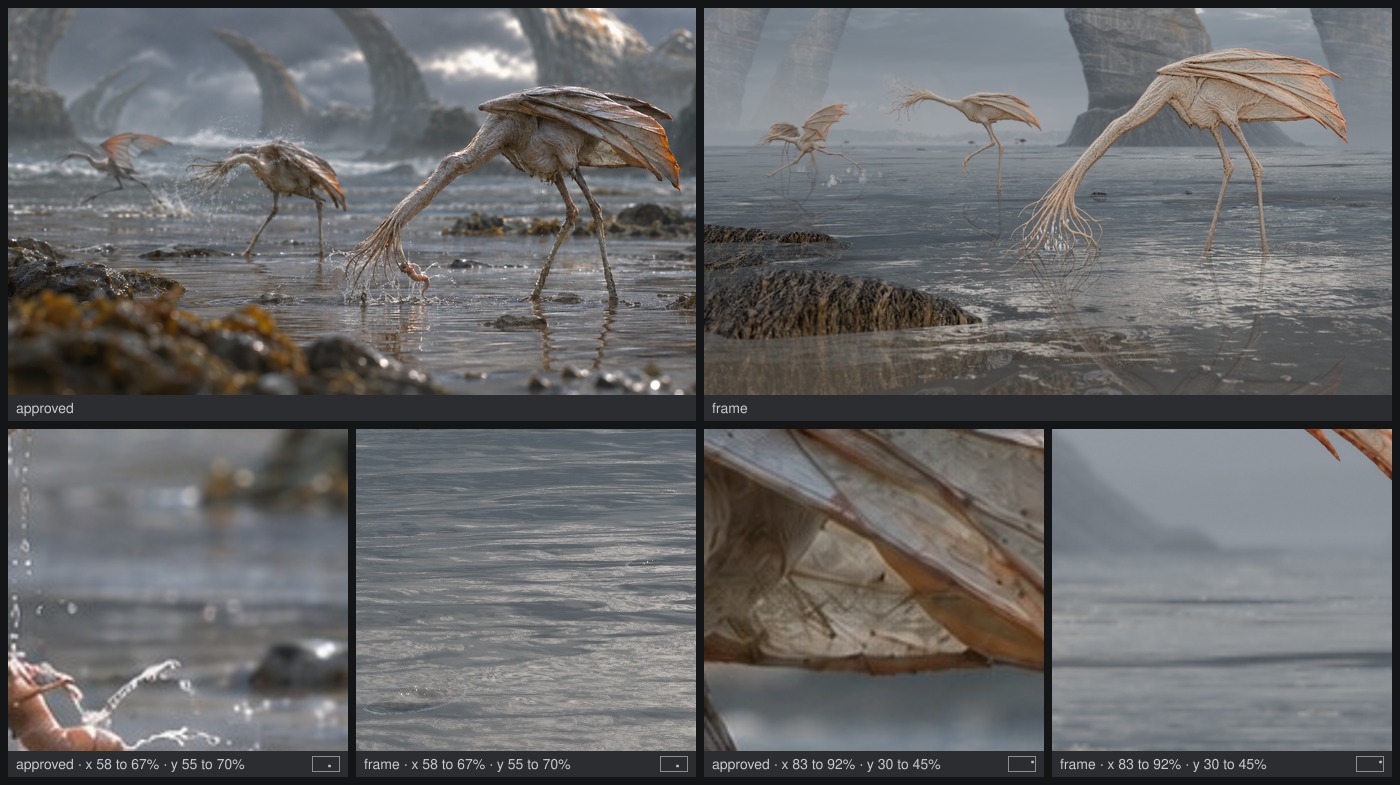 approved
frame
approved · x 58 to 67% · y 55 to 70%
frame · x 58 to 67% · y 55 to 70%
approved · x 83 to 92% · y 30 to 45%
frame · x 83 to 92% · y 30 to 45%